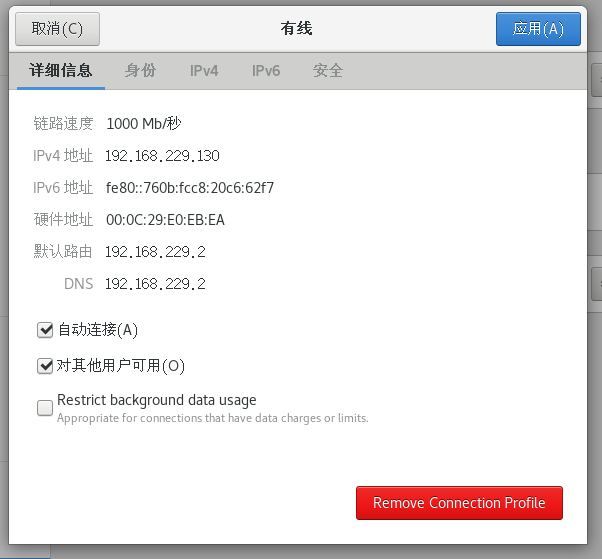 取消(C) 有线 应用(A)
详细信息 身份 IPv4 IPv6 安全
链路速度 1000 Mb/秒
IPv4 地址 192.168.229.130
IPv6 地址 fe80::760b:fcc8:20c6:62f7
硬件地址 00:0C:29:E0:EB:EA
默认路由 192.168.229.2
DNS 192.168.229.2
自动连接(A)
对其他用户可用(O)
Restrict background data usage
Appropriate for connections that have data charges or limits.
Remove Connection Profile